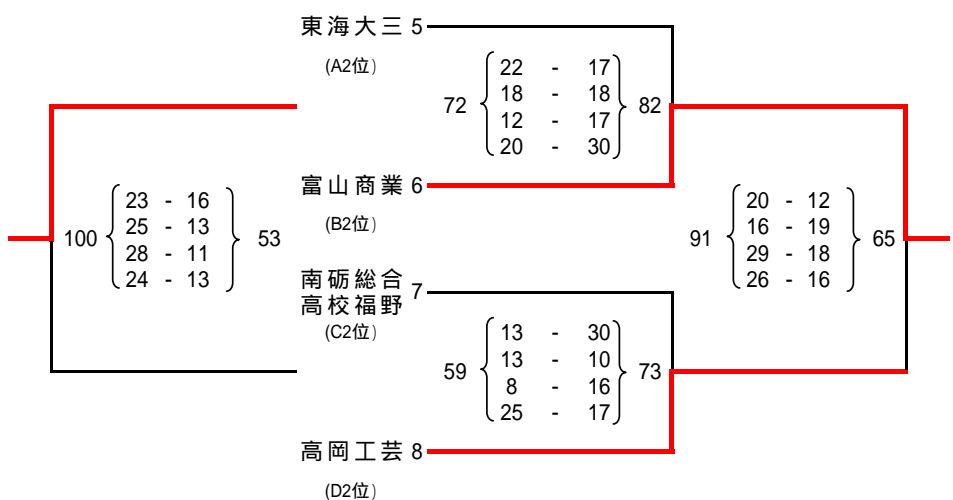 東海大三 5
(A2位)
72 22 - 17 82
18 - 18
12 - 17
20 - 30
富山商業 6
(B2位)
100 23 - 16 53
25 - 13
28 - 11
24 - 13
91 20 - 12 65
16 - 19
29 - 18
26 - 16
南砺総合
高校福野 7
(C2位)
59 13 - 30 73
13 - 10
8 - 16
25 - 17
高岡工芸 8
(D2位)